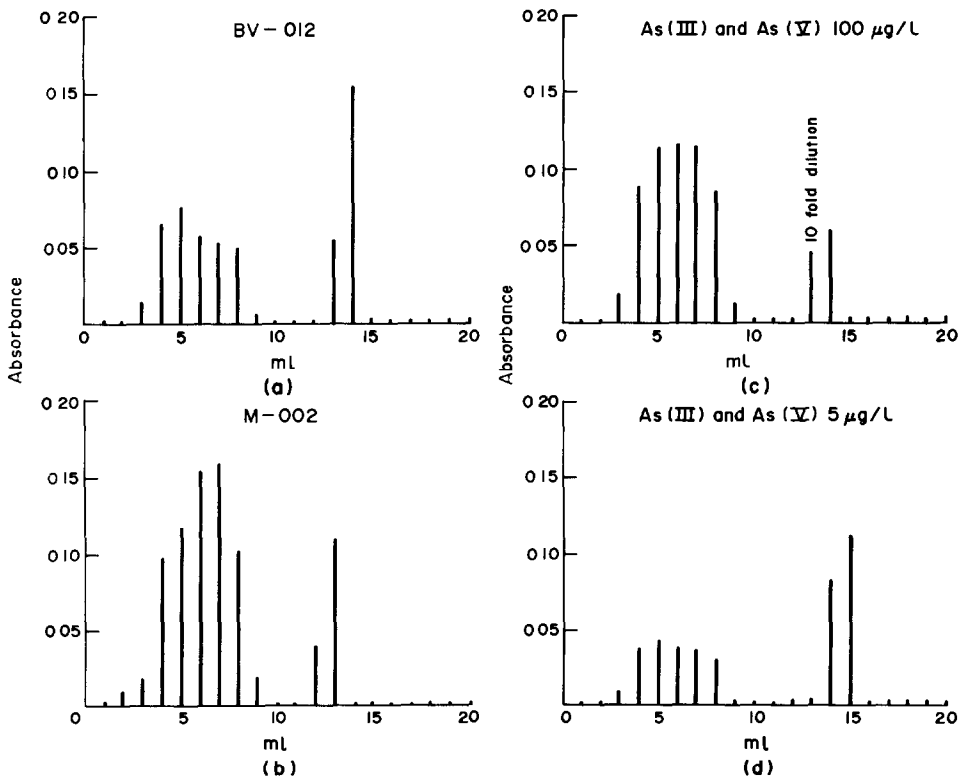 BV-012
0 20
0 15
0 10
0 05
Absorbance
0 5 10 15 20
ml
(a)
As (III) and As (V) 100 µg/L
0 20
0 15
0 10
0 05
10 fold dilution
Absorbance
0 5 10 15 20
ml
(c)
M-002
0 20
0 15
0 10
0 05
0 5 10 15 20
ml
(b)
As (III) and As (V) 5 µg/L
0 20
0 15
0 10
0 05
0 5 10 15 20
ml
(d)